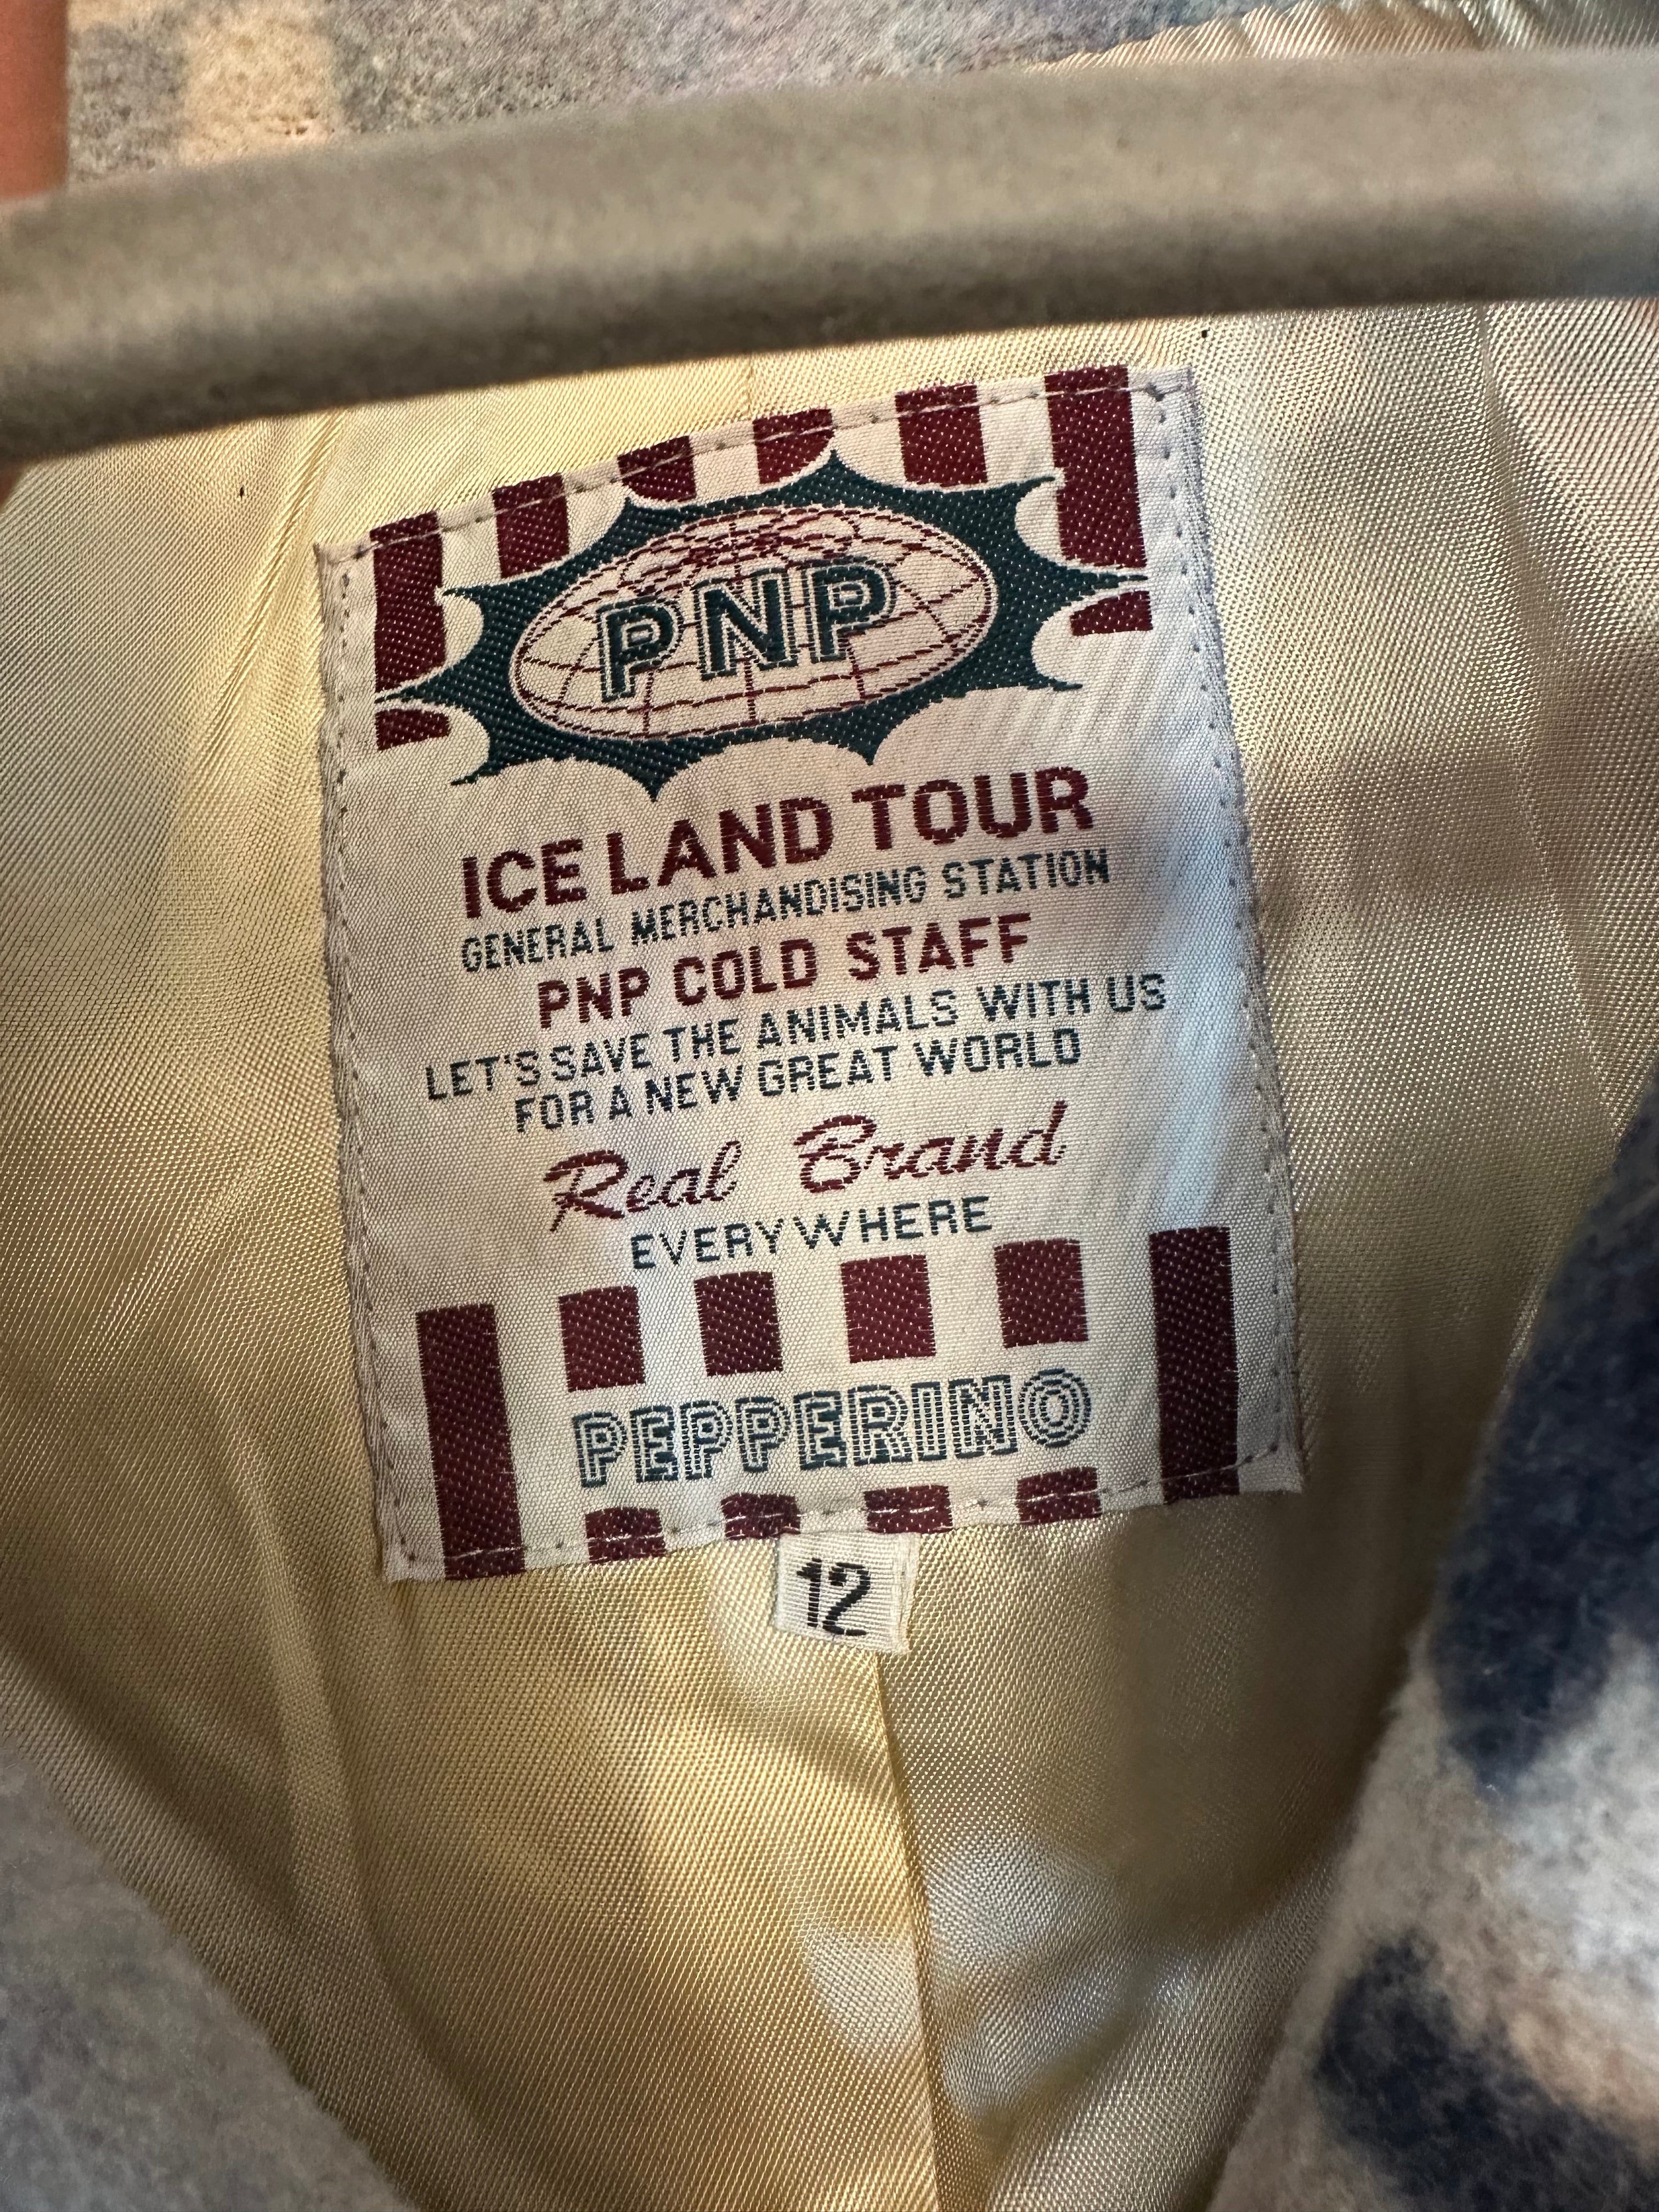 PNP
ICE LAND TOUR
GENERAL MERCHANDISING STATION
PNP COLD STAFF
LET'S SAVE THE ANIMALS WITH US
FOR A NEW GREAT WORLD
Real Brand
EVERYWHERE
PEPPERINO
12